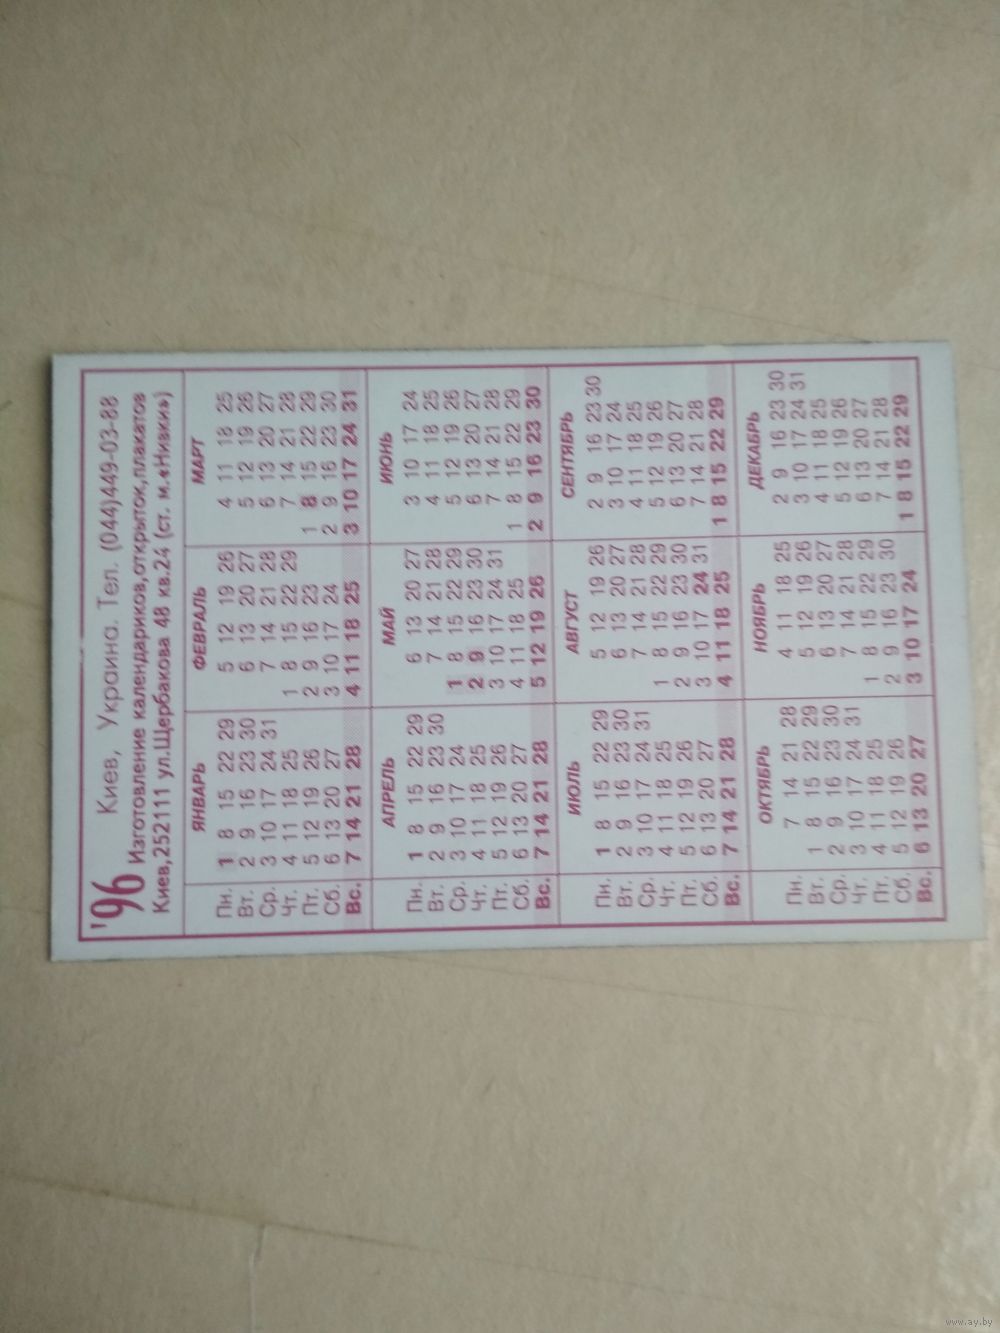 '96 Киев, Украина. Тел. (044)449-03-88
Изготовление календариков,открыток,плакатов
Киев,252111 ул.Щербакова 48 кв.24 (ст. м.«Нивки»)
ЯНВАРЬ ФЕВРАЛЬ МАРТ
Пн. 1 8 15 22 29 5 12 19 26 4 11 18 25
Вт. 2 9 16 23 30 6 13 20 27 5 12 19 26
Ср. 3 10 17 24 31 7 14 21 28 6 13 20 27
Чт. 4 11 18 25 1 8 15 22 29 7 14 21 28
Пт. 5 12 19 26 2 9 16 23 1 8 15 22 29
Сб. 6 13 20 27 3 10 17 24 2 9 16 23 30
Вс. 7 14 21 28 4 11 18 25 3 10 17 24 31
АПРЕЛЬ МАЙ ИЮНЬ
Пн. 1 8 15 22 29 6 13 20 27 3 10 17 24
Вт. 2 9 16 23 30 7 14 21 28 4 11 18 25
Ср. 3 10 17 24 1 8 15 22 29 5 12 19 26
Чт. 4 11 18 25 2 9 16 23 30 6 13 20 27
Пт. 5 12 19 26 3 10 17 24 31 7 14 21 28
Сб. 6 13 20 27 4 11 18 25 1 8 15 22 29
Вс. 7 14 21 28 5 12 19 26 2 9 16 23 30
ИЮЛЬ АВГУСТ СЕНТЯБРЬ
Пн. 1 8 15 22 29 5 12 19 26 2 9 16 23 30
Вт. 2 9 16 23 30 6 13 20 27 3 10 17 24
Ср. 3 10 17 24 31 7 14 21 28 4 11 18 25
Чт. 4 11 18 25 1 8 15 22 29 5 12 19 26
Пт. 5 12 19 26 2 9 16 23 30 6 13 20 27
Сб. 6 13 20 27 3 10 17 24 31 7 14 21 28
Вс. 7 14 21 28 4 11 18 25 1 8 15 22 29
ОКТЯБРЬ НОЯБРЬ ДЕКАБРЬ
Пн. 7 14 21 28 4 11 18 25 2 9 16 23 30
Вт. 1 8 15 22 29 5 12 19 26 3 10 17 24 31
Ср. 2 9 16 23 30 6 13 20 27 4 11 18 25
Чт. 3 10 17 24 31 7 14 21 28 5 12 19 26
Пт. 4 11 18 25 1 8 15 22 29 6 13 20 27
Сб. 5 12 19 26 2 9 16 23 30 7 14 21 28
Вс. 6 13 20 27 3 10 17 24 1 8 15 22 29
www.ay.by